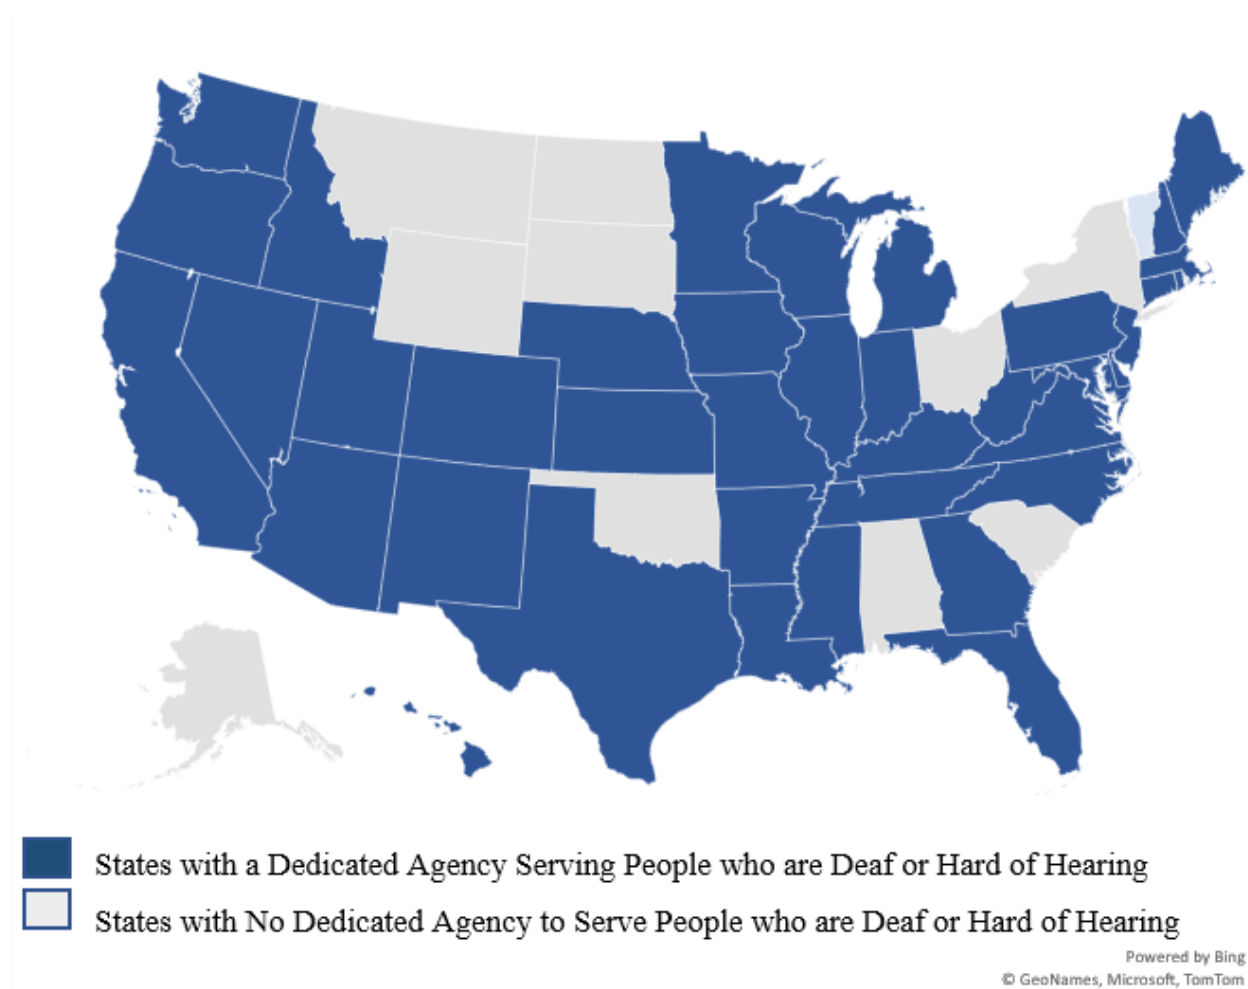 States with a Dedicated Agency Serving People who are Deaf or Hard of Hearing
States with No Dedicated Agency to Serve People who are Deaf or Hard of Hearing
Powered by Bing
© GeoNames, Microsoft, TomTom